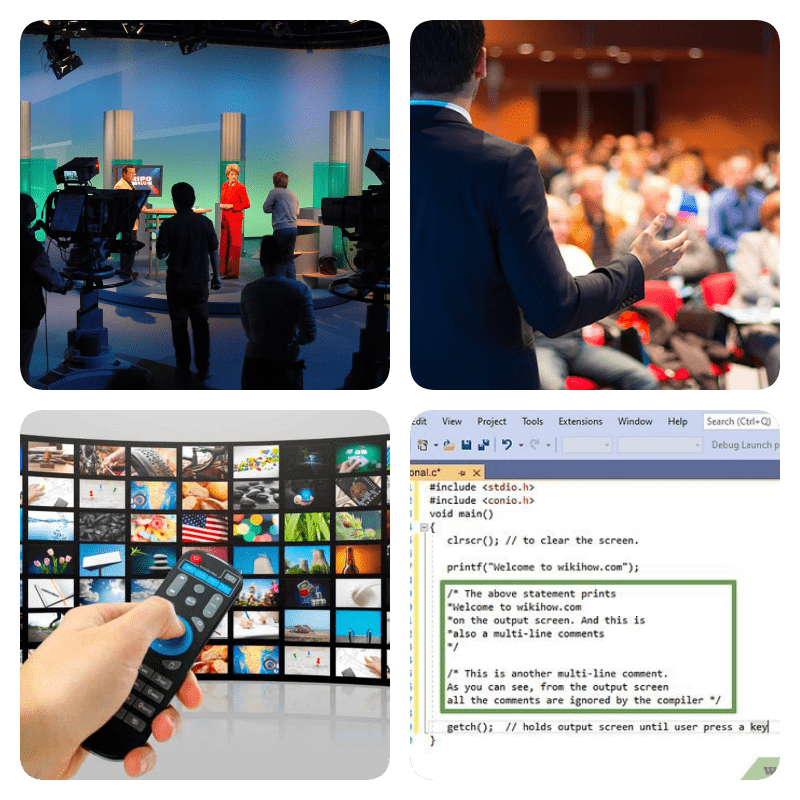 Edit View Project Tools Extensions Window Help Search (Ctrl+Q)
Debug Launch p
onal.c*
#include <stdio.h>
#include <conio.h>
void main()
{
clrscr(); // to clear the screen.
printf("Welcome to wikihow.com");
/* The above statement prints
*Welcome to wikihow.com
*on the output screen. And this is
*also a multi-line comments
*/
/* This is another multi-line comment.
As you can see, from the output screen
all the comments are ignored by the compiler */
getch(); // holds output screen until user press a key
}
w